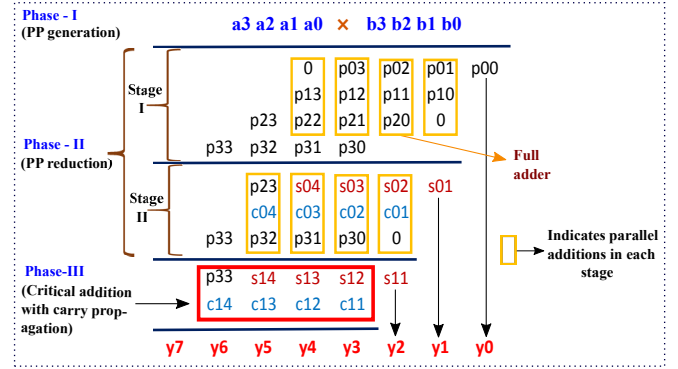 Phase - I
(PP generation)
a3 a2 a1 a0 × b3 b2 b1 b0
0 p03 p02 p01 p00
Stage
I
p13 p12 p11 p10
p23 p22 p21 p20 0
p33 p32 p31 p30
Phase - II
(PP reduction)
Full
adder
Stage
II
p23 s04 s03 s02 s01
c04 c03 c02 c01
p33 p32 p31 p30 0
Indicates parallel
additions in each
stage
Phase-III
(Critical addition
with carry prop-
agation)
p33 s14 s13 s12 s11
c14 c13 c12 c11
y7 y6 y5 y4 y3 y2 y1 y0